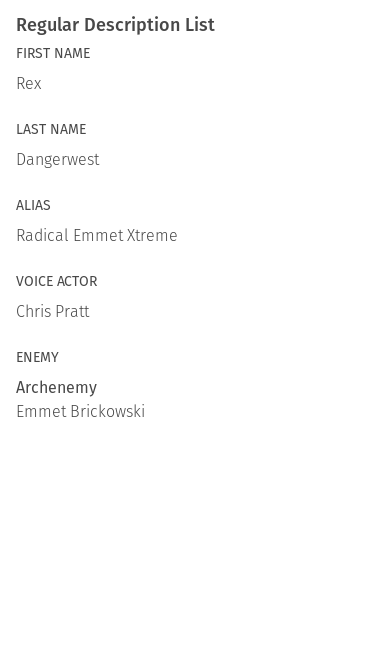 Regular Description List
FIRST NAME
Rex
LAST NAME
Dangerwest
ALIAS
Radical Emmet Xtreme
VOICE ACTOR
Chris Pratt
ENEMY
Archenemy
Emmet Brickowski